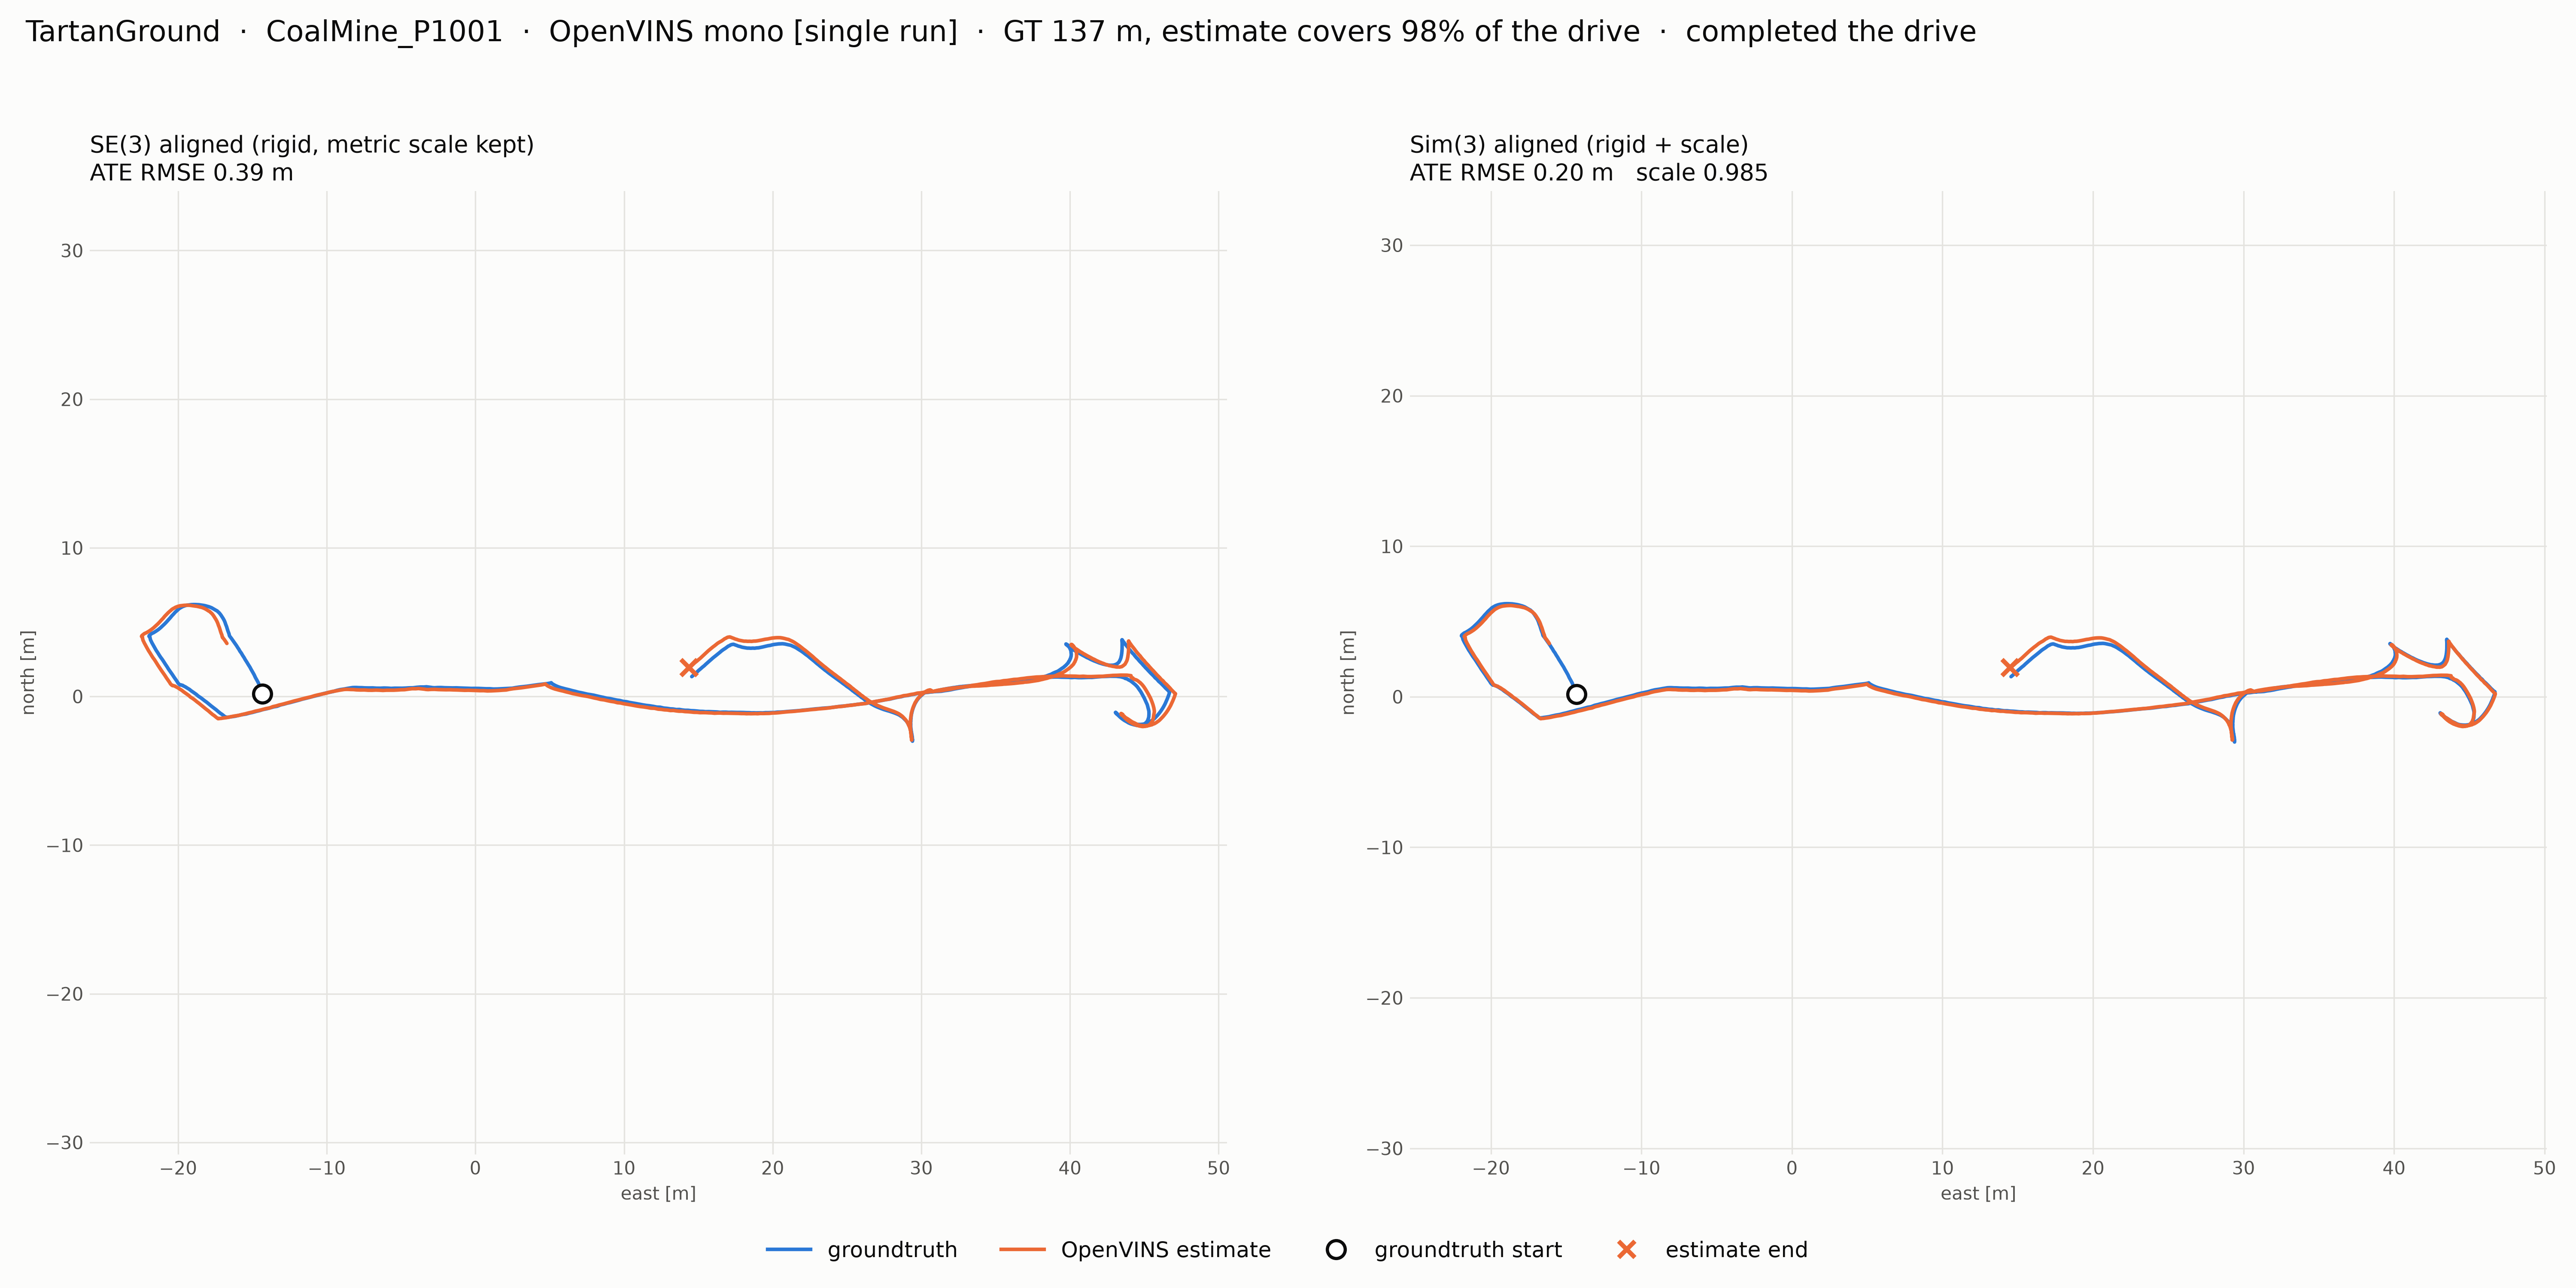 TartanGround · CoalMine_P1001 · OpenVINS mono [single run] · GT 137 m, estimate covers 98% of the drive · completed the drive
SE(3) aligned (rigid, metric scale kept)
ATE RMSE 0.39 m
30
20
10
0
−10
−20
−30
north [m]
−20 −10 0 10 20 30 40 50
east [m]
Sim(3) aligned (rigid + scale)
ATE RMSE 0.20 m scale 0.985
30
20
10
0
−10
−20
−30
north [m]
−20 −10 0 10 20 30 40 50
east [m]
groundtruth OpenVINS estimate groundtruth start estimate end